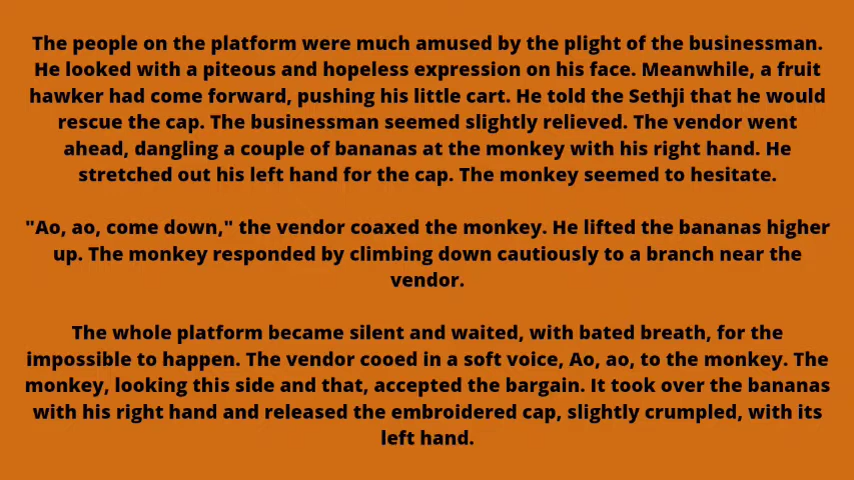 The people on the platform were much amused by the plight of the businessman.
He looked with a piteous and hopeless expression on his face. Meanwhile, a fruit
hawker had come forward, pushing his little cart. He told the Sethji that he would
rescue the cap. The businessman seemed slightly relieved. The vendor went
ahead, dangling a couple of bananas at the monkey with his right hand. He
stretched out his left hand for the cap. The monkey seemed to hesitate.
"Ao, ao, come down," the vendor coaxed the monkey. He lifted the bananas higher
up. The monkey responded by climbing down cautiously to a branch near the
vendor.
The whole platform became silent and waited, with bated breath, for the
impossible to happen. The vendor cooed in a soft voice, Ao, ao, to the monkey. The
monkey, looking this side and that, accepted the bargain. It took over the bananas
with his right hand and released the embroidered cap, slightly crumpled, with its
left hand.